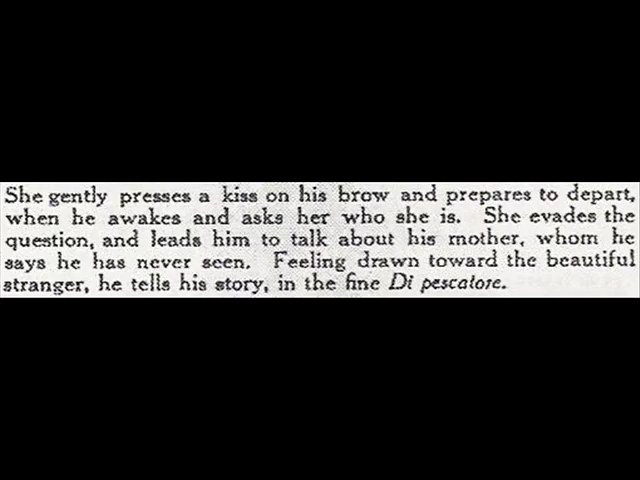 She gently presses a kiss on his brow and prepares to depart,
when he awakes and asks her who she is. She evades the
question, and leads him to talk about his mother, whom he
says he has never seen. Feeling drawn toward the beautiful
stranger, he tells his story, in the fine Di pescatore.